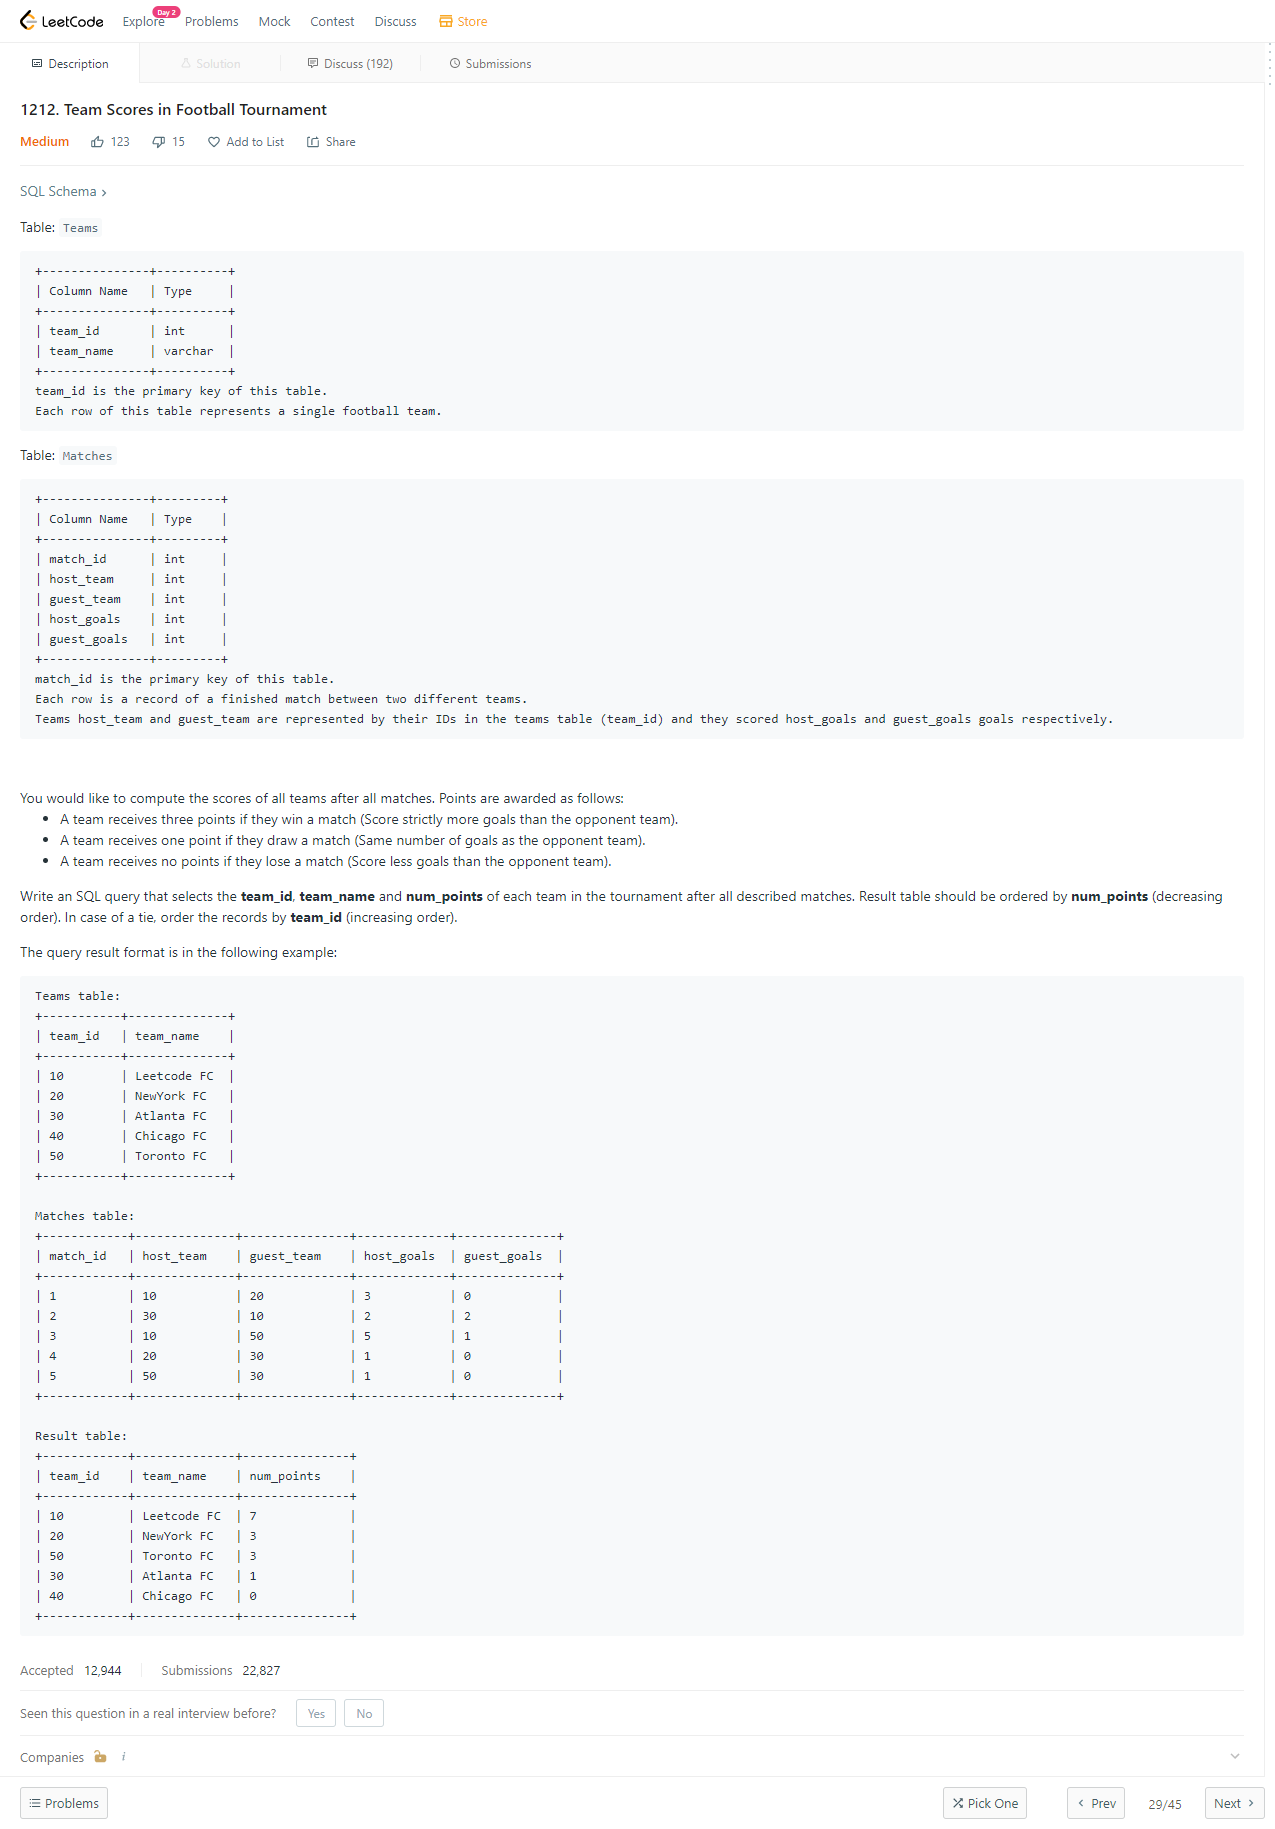 LeetCode Explore Day 2 Problems Mock Contest Discuss Store
Description Solution Discuss (192) Submissions
1212. Team Scores in Football Tournament
Medium 123 15 Add to List Share
SQL Schema >
Table: Teams
+---------------+----------+
| Column Name   | Type     |
+---------------+----------+
| team_id       | int      |
| team_name     | varchar  |
+---------------+----------+
team_id is the primary key of this table.
Each row of this table represents a single football team.
Table: Matches
+---------------+---------+
| Column Name   | Type    |
+---------------+---------+
| match_id      | int     |
| host_team     | int     |
| guest_team    | int     |
| host_goals    | int     |
| guest_goals   | int     |
+---------------+---------+
match_id is the primary key of this table.
Each row is a record of a finished match between two different teams.
Teams host_team and guest_team are represented by their IDs in the teams table (team_id) and they scored host_goals and guest_goals goals respectively.
You would like to compute the scores of all teams after all matches. Points are awarded as follows:
• A team receives three points if they win a match (Score strictly more goals than the opponent team).
• A team receives one point if they draw a match (Same number of goals as the opponent team).
• A team receives no points if they lose a match (Score less goals than the opponent team).
Write an SQL query that selects the team_id, team_name and num_points of each team in the tournament after all described matches. Result table should be ordered by num_points (decreasing
order). In case of a tie, order the records by team_id (increasing order).
The query result format is in the following example:
Teams table:
+-----------+--------------+
| team_id   | team_name    |
+-----------+--------------+
| 10        | Leetcode FC  |
| 20        | NewYork FC   |
| 30        | Atlanta FC   |
| 40        | Chicago FC   |
| 50        | Toronto FC   |
+-----------+--------------+
Matches table:
+------------+--------------+---------------+-------------+--------------+
| match_id   | host_team    | guest_team    | host_goals  | guest_goals  |
+------------+--------------+---------------+-------------+--------------+
| 1          | 10           | 20            | 3           | 0            |
| 2          | 30           | 10            | 2           | 2            |
| 3          | 10           | 50            | 5           | 1            |
| 4          | 20           | 30            | 1           | 0            |
| 5          | 50           | 30            | 1           | 0            |
+------------+--------------+---------------+-------------+--------------+
Result table:
+------------+--------------+---------------+
| team_id    | team_name    | num_points    |
+------------+--------------+---------------+
| 10         | Leetcode FC  | 7             |
| 20         | NewYork FC   | 3             |
| 50         | Toronto FC   | 3             |
| 30         | Atlanta FC   | 1             |
| 40         | Chicago FC   | 0             |
+------------+--------------+---------------+
Accepted 12,944 Submissions 22,827
Seen this question in a real interview before? Yes No
Companies i
Problems Pick One < Prev 29/45 Next >